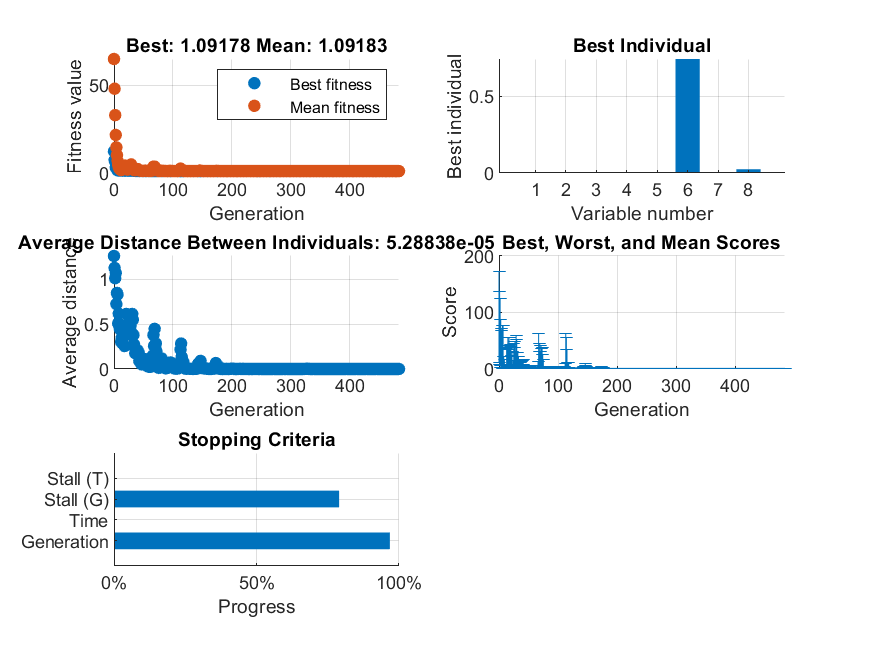 Best: 1.09178 Mean: 1.09183
Fitness value
50
0
Best fitness
Mean fitness
0 100 200 300 400
Generation
Best Individual
Best individual
0.5
0
1 2 3 4 5 6 7 8
Variable number
Average Distance Between Individuals: 5.28838e-05
Average distance
1
0.5
0
0 100 200 300 400
Generation
Best, Worst, and Mean Scores
Score
200
100
0
0 100 200 300 400
Generation
Stopping Criteria
Stall (T)
Stall (G)
Time
Generation
0% 50% 100%
Progress